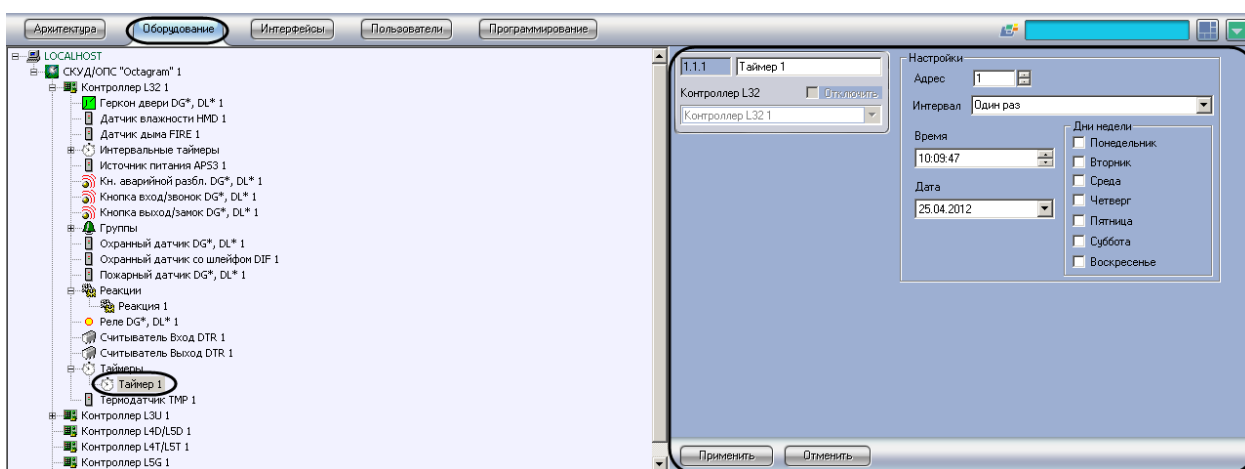 Архитектура Оборудование Интерфейсы Пользователи Программирование
LOCALHOST
СКУД/ОПС "Octagram" 1
Контроллер L32 1
Геркон двери DG*, DL* 1
Датчик влажности HMD 1
Датчик дыма FIRE 1
Интервальные таймеры
Источник питания APS3 1
Кн. аварийной разбл. DG*, DL* 1
Кнопка вход/звонок DG*, DL* 1
Кнопка выход/замок DG*, DL* 1
Группы
Охранный датчик DG*, DL* 1
Охранный датчик со шлейфом DIF 1
Пожарный датчик DG*, DL* 1
Реакции
Реакция 1
Реле DG*, DL* 1
Считыватель Вход DTR 1
Считыватель Выход DTR 1
Таймеры
Таймер 1
Термодатчик TMP 1
Контроллер L3U 1
Контроллер L4D/L5D 1
Контроллер L4T/L5T 1
Контроллер L5G 1
1.1.1 Таймер 1
Контроллер L32 Отключить
Контроллер L32 1
Настройки
Адрес 1
Интервал Один раз
Время
10:09:47
Дата
25.04.2012
Дни недели
Понедельник
Вторник
Среда
Четверг
Пятница
Суббота
Воскресенье
Применить Отменить